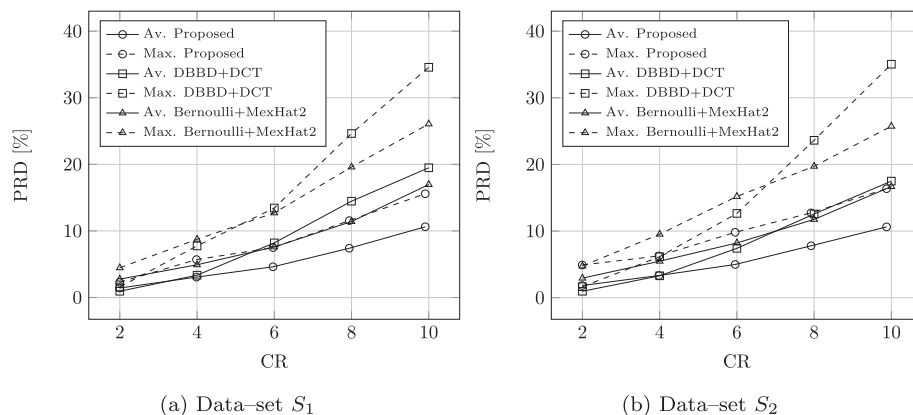 40
30
20
10
0
PRD [%]
Av. Proposed
Max. Proposed
Av. DBBD+DCT
Max. DBBD+DCT
Av. Bernoulli+MexHat2
Max. Bernoulli+MexHat2
2 4 6 8 10
CR
(a) Data–set S1
40
30
20
10
0
PRD [%]
Av. Proposed
Max. Proposed
Av. DBBD+DCT
Max. DBBD+DCT
Av. Bernoulli+MexHat2
Max. Bernoulli+MexHat2
2 4 6 8 10
CR
(b) Data–set S2